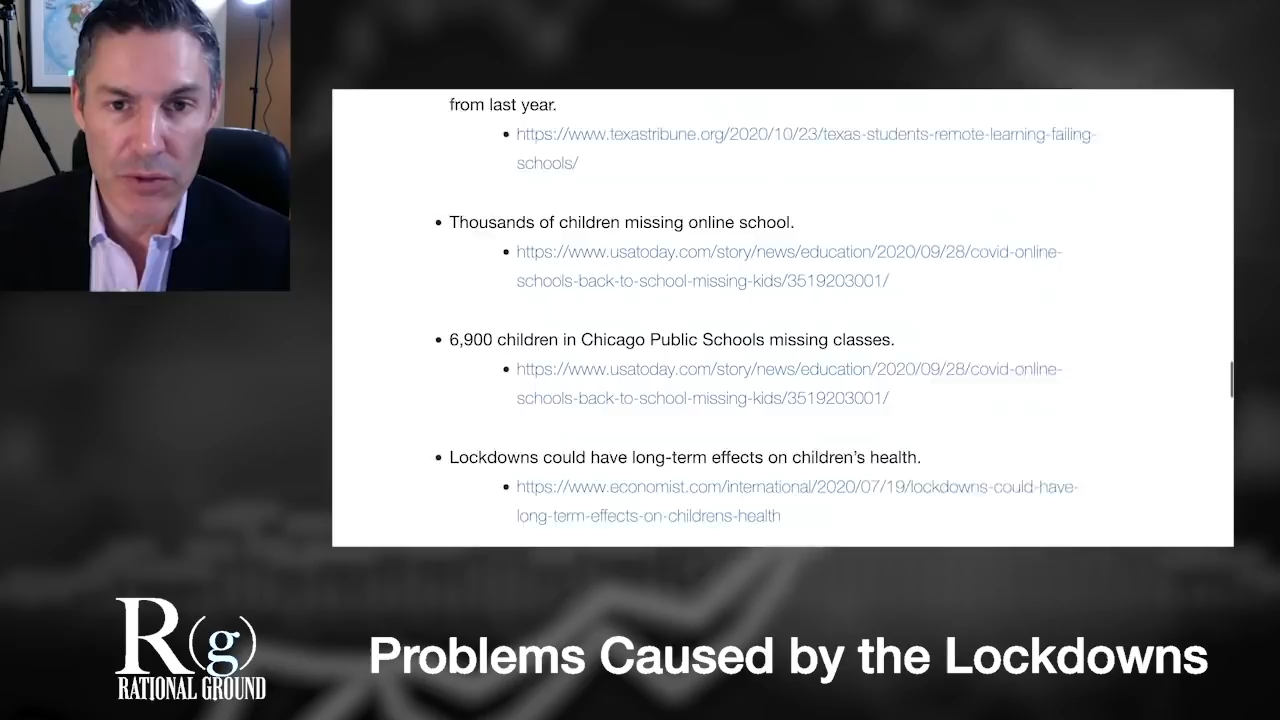 from last year.
• https://www.texastribune.org/2020/10/23/texas-students-remote-learning-failing-
schools/
• Thousands of children missing online school.
• https://www.usatoday.com/story/news/education/2020/09/28/covid-online-
schools-back-to-school-missing-kids/3519203001/
• 6,900 children in Chicago Public Schools missing classes.
• https://www.usatoday.com/story/news/education/2020/09/28/covid-online-
schools-back-to-school-missing-kids/3519203001/
• Lockdowns could have long-term effects on children's health.
• https://www.economist.com/international/2020/07/19/lockdowns-could-have-
long-term-effects-on-childrens-health
R(g)
RATIONAL GROUND
Problems Caused by the Lockdowns